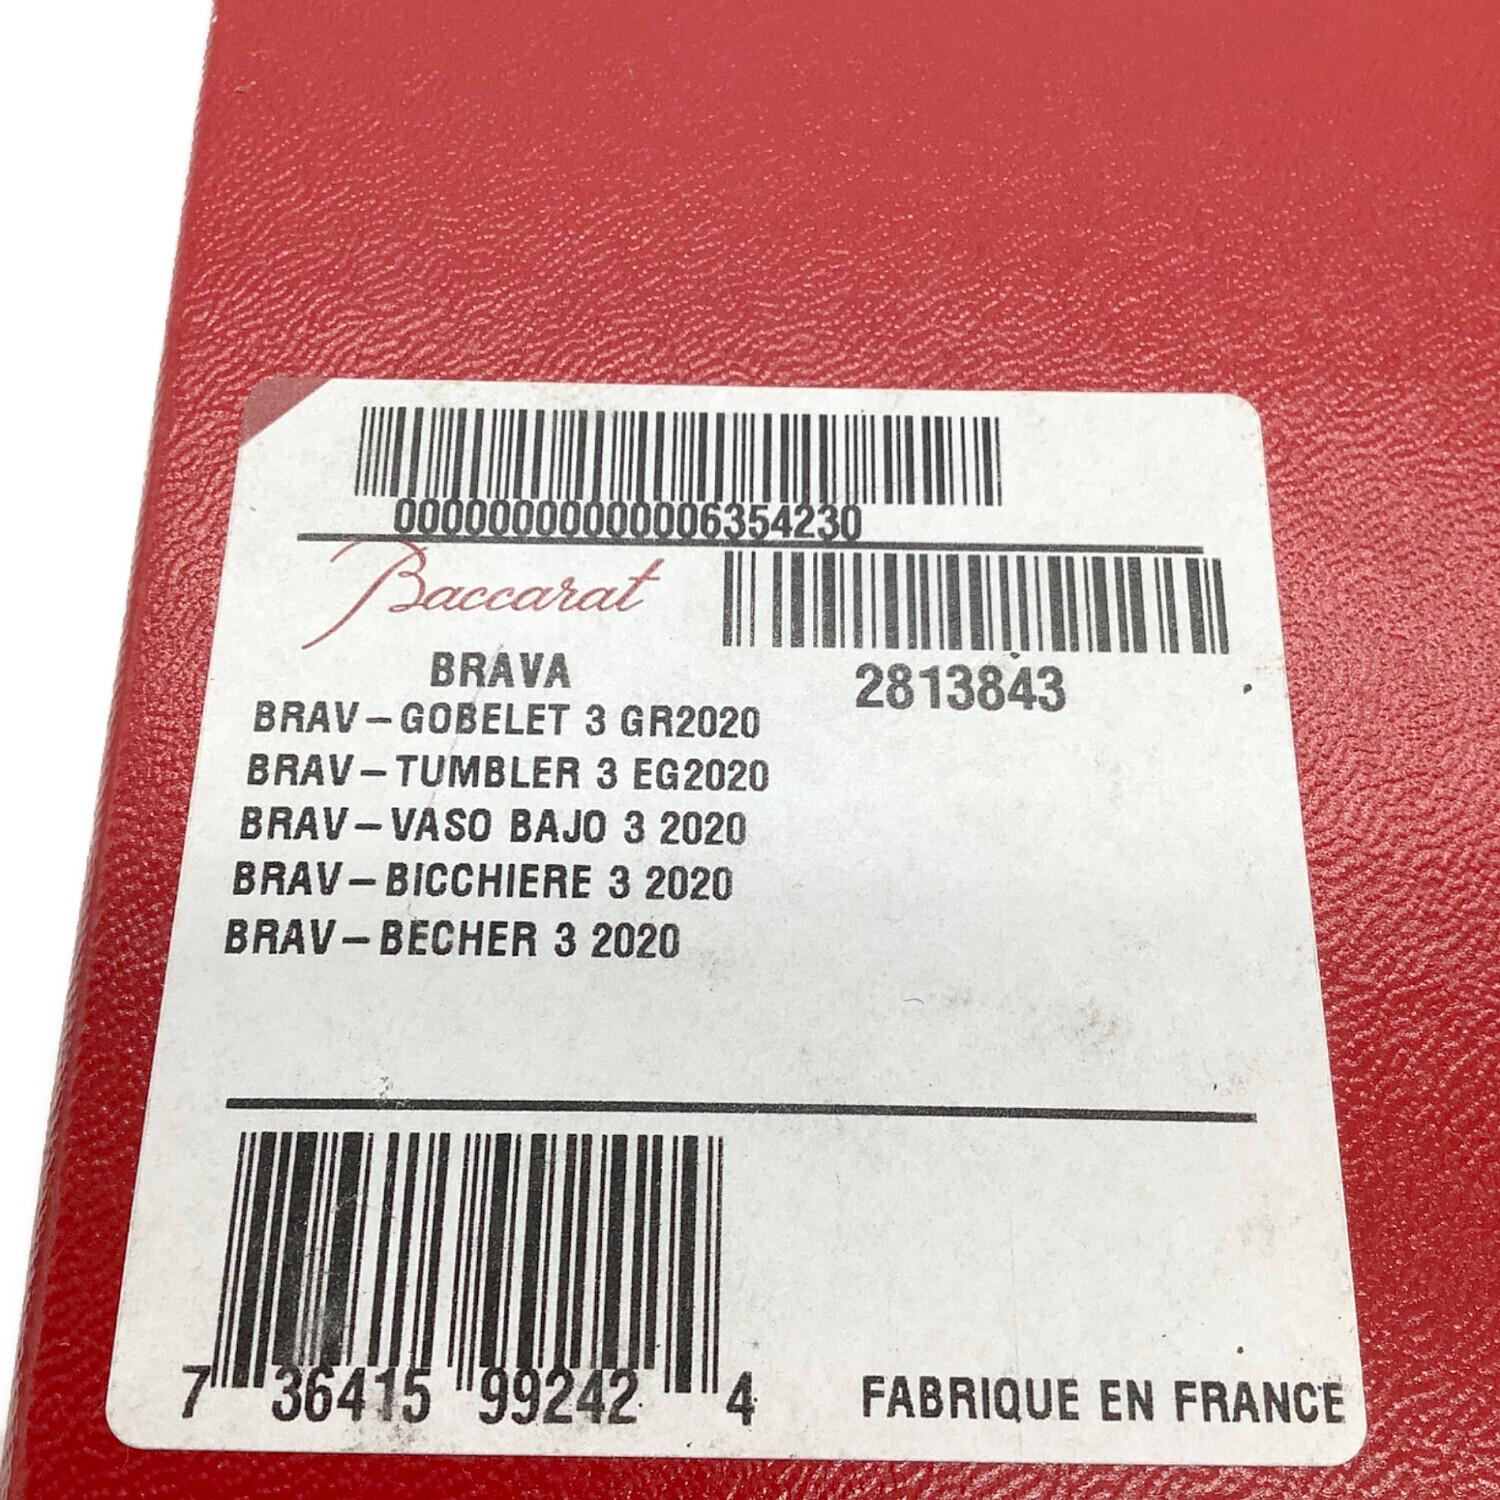 00000000000006354230
Baccarat
2813843
BRAVA
BRAV-GOBELET 3 GR2020
BRAV-TUMBLER 3 EG2020
BRAV-VASO BAJO 3 2020
BRAV-BICCHIERE 3 2020
BRAV-BECHER 3 2020
7 36415 99242 4
FABRIQUE EN FRANCE